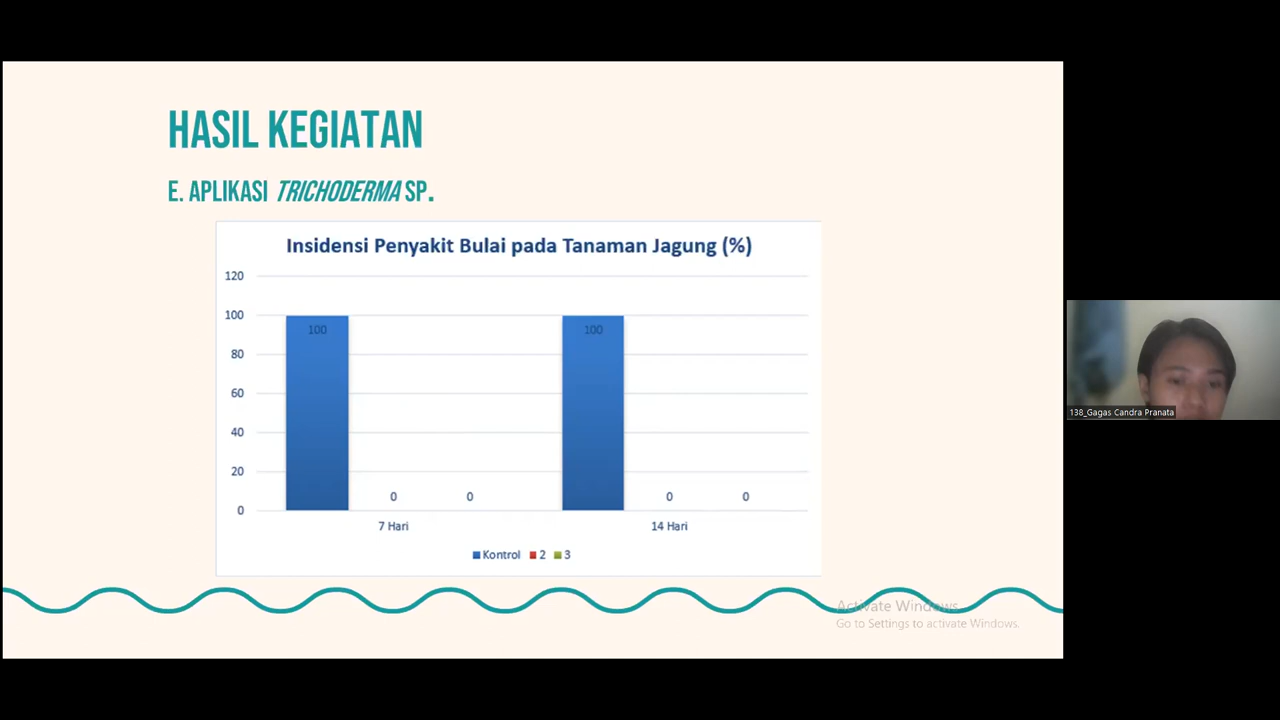 HASIL KEGIATAN
E. APLIKASI TRICHODERMA SP.
Insidensi Penyakit Bulai pada Tanaman Jagung (%)
120
100
80
60
40
20
0
100
0
0
100
0
0
7 Hari
14 Hari
Kontrol
2
3
138_Gagas Candra Pranata
Activate Windows
Go to Settings to activate Windows.